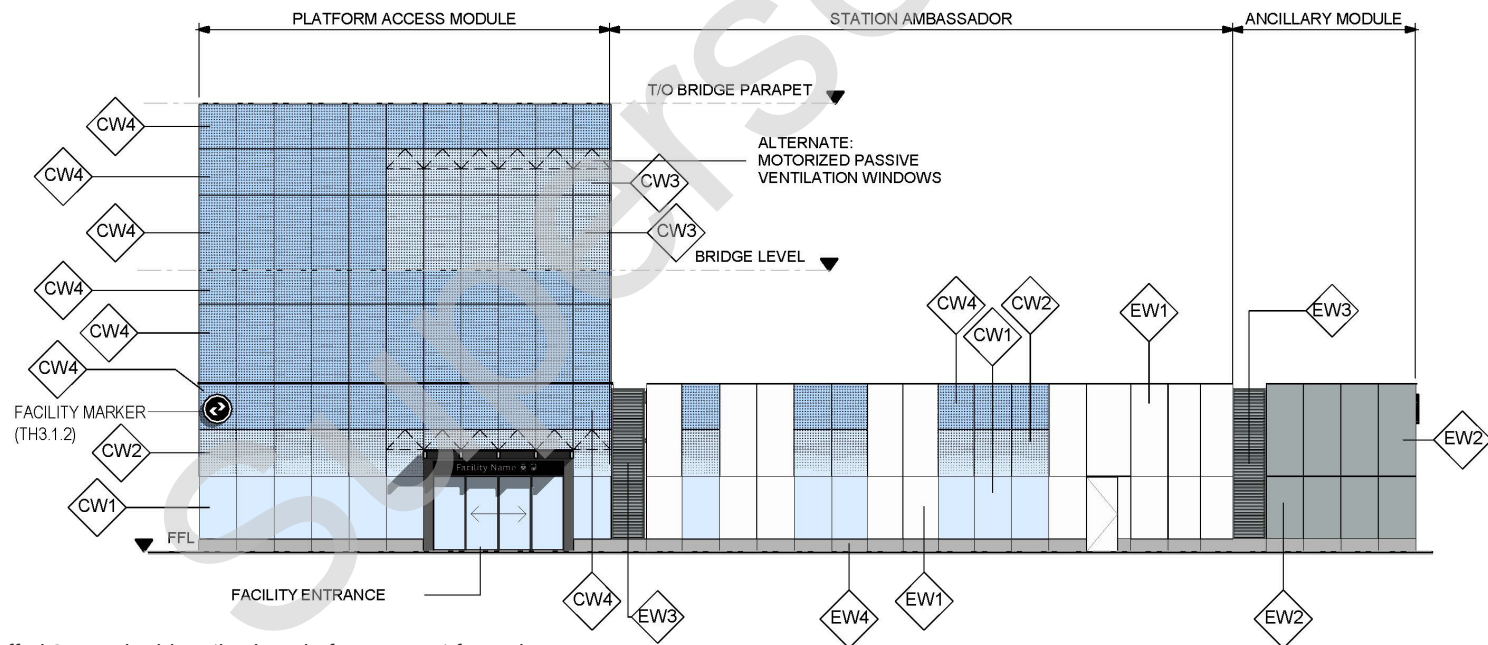 PLATFORM ACCESS MODULE
STATION AMBASSADOR
ANCILLARY MODULE
T/O BRIDGE PARAPET
CW4
ALTERNATE:
MOTORIZED PASSIVE
VENTILATION WINDOWS
CW4
CW3
CW4
CW3
BRIDGE LEVEL
CW4
CW4
CW2
EW1
EW3
CW4
CW1
CW4
FACILITY MARKER
(TH3.1.2)
CW2
EW2
Facility Name
CW1
FFL
FACILITY ENTRANCE
CW4
EW3
EW4
EW1
EW2
Supers